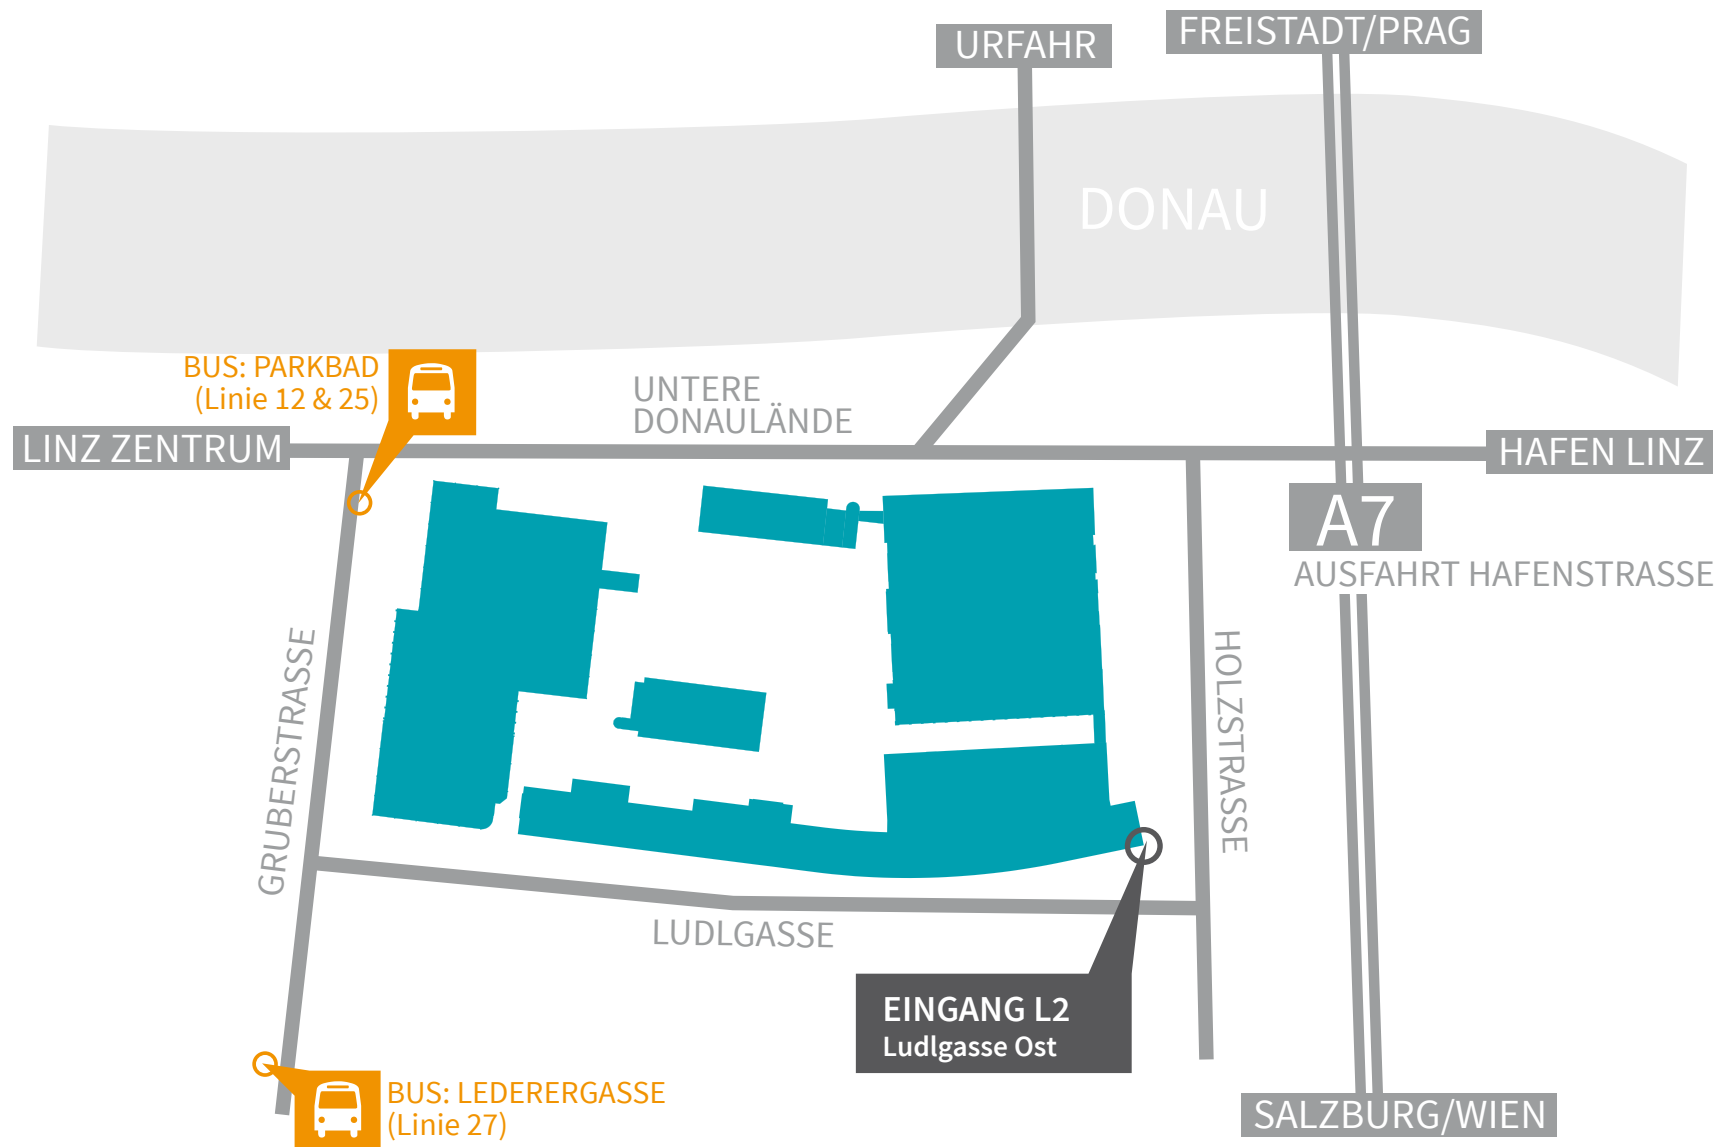 FREISTADT/PRAG
URFAHR
DONAU
BUS: PARKBAD
(Linie 12 & 25)
UNTERE
DONAULÄNDE
LINZ ZENTRUM
HAFEN LINZ
A7
AUSFAHRT HAFENSTRASSE
GRUBERSTRASSE
HOLZSTRASSE
LUDLGASSE
EINGANG L2
Ludlgasse Ost
BUS: LEDERERGASSE
(Linie 27)
SALZBURG/WIEN